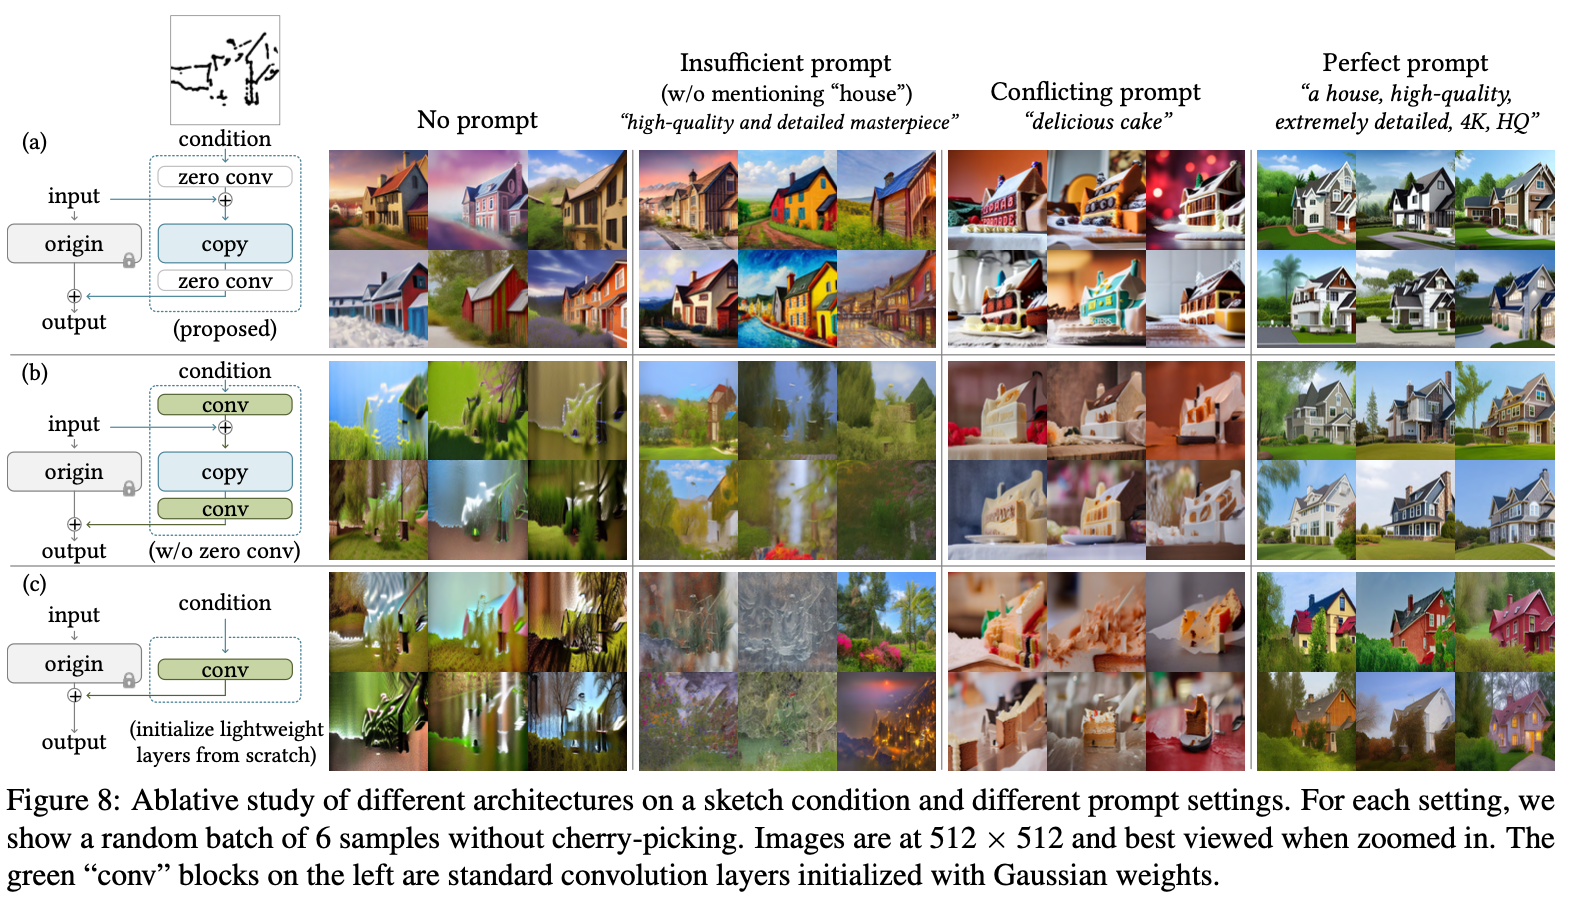 No prompt
Insufficient prompt
(w/o mentioning “house”)
“high-quality and detailed masterpiece”
Conflicting prompt
“delicious cake”
Perfect prompt
“a house, high-quality,
extremely detailed, 4K, HQ”
(a)
condition
zero conv
input
origin
copy
zero conv
output
(proposed)
(b)
condition
conv
input
origin
copy
conv
output
(w/o zero conv)
(c)
input
condition
origin
conv
output
(initialize lightweight
layers from scratch)
Figure 8: Ablative study of different architectures on a sketch condition and different prompt settings. For each setting, we
show a random batch of 6 samples without cherry-picking. Images are at 512 × 512 and best viewed when zoomed in. The
green “conv” blocks on the left are standard convolution layers initialized with Gaussian weights.